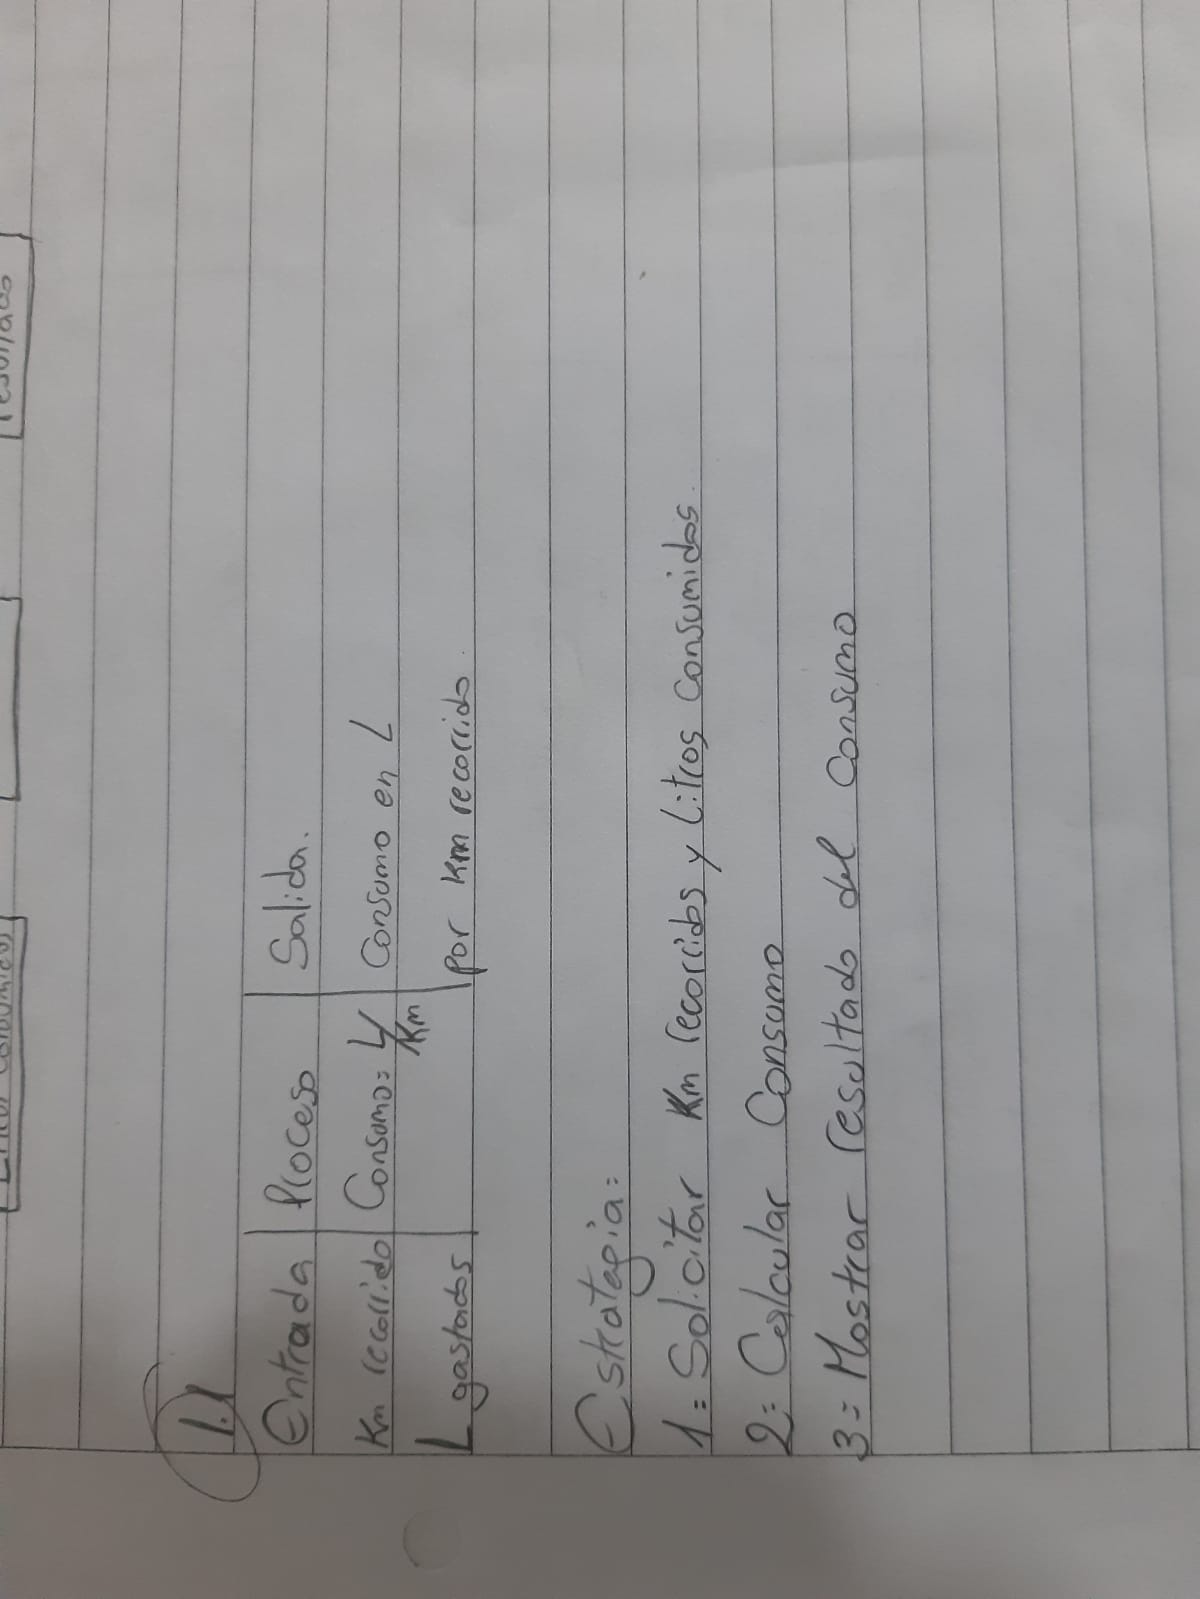 resultado
1.1
Entrada | Proceso | Salida.
Km recorrido | Consumo= L/Km | Consumo en L
L gastados | por Km recorrido.
Estrategia=
1= Solicitar Km recorridos y Litros Consumidos.
2= Calcular Consumo
3= Mostrar resultado del Consumo